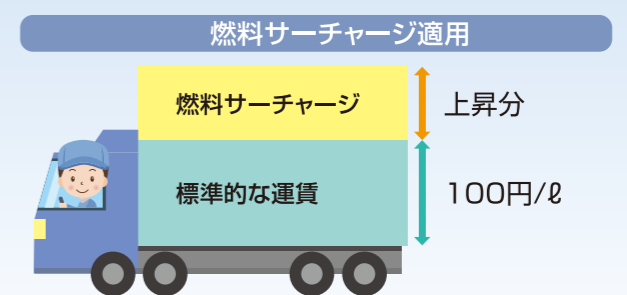 燃料サーチャージ適用
燃料サーチャージ
上昇分
標準的な運賃
100円/ℓ